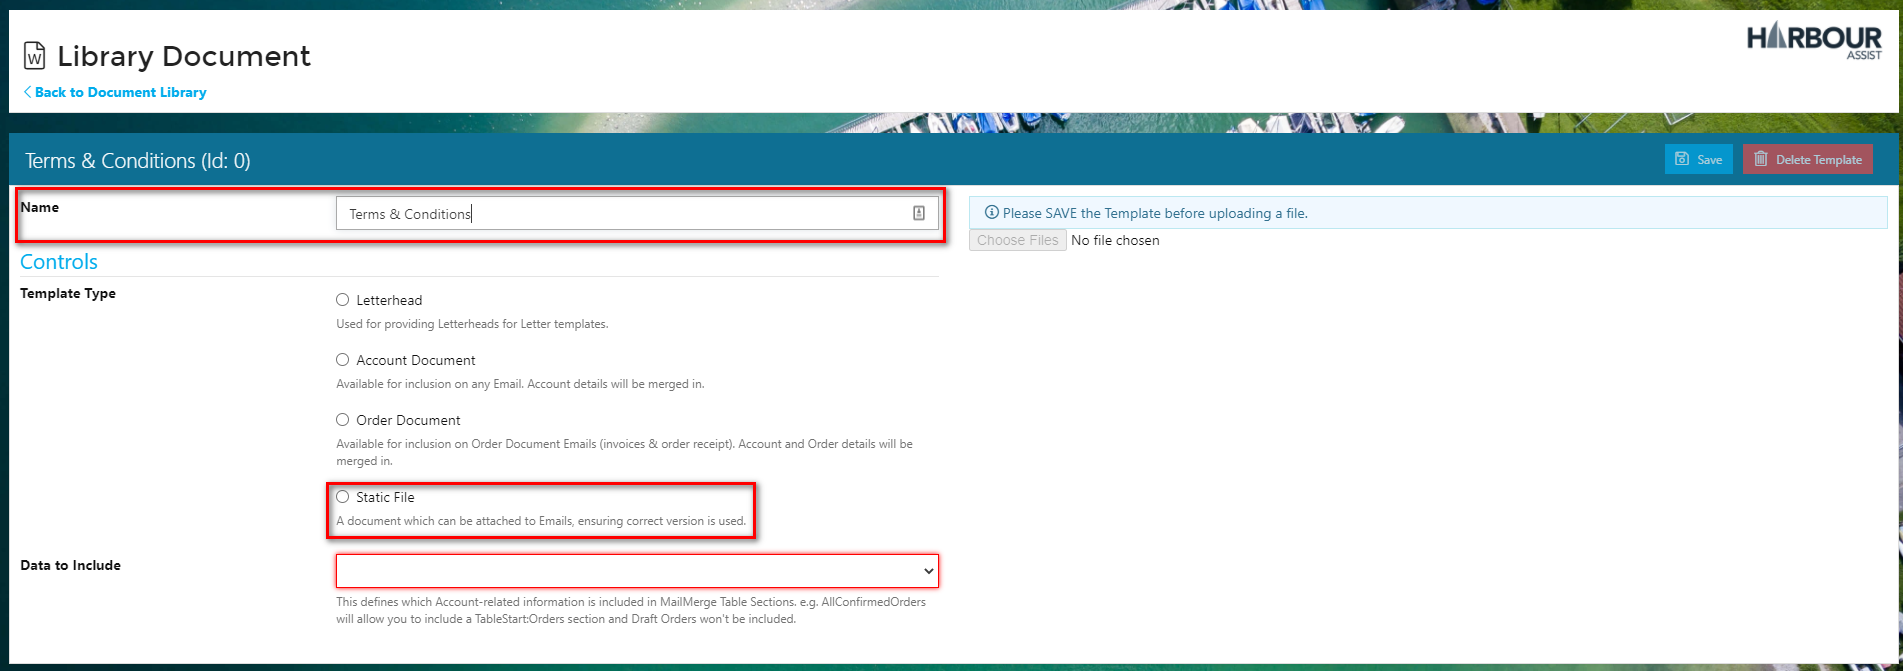 W
Library Document
HARBOUR
ASSIST
Back to Document Library
Terms & Conditions (Id: 0)
Save
Delete Template
Name
Terms & Conditions
Please SAVE the Template before uploading a file.
Choose Files No file chosen
Controls
Template Type
Letterhead
Used for providing Letterheads for Letter templates.
Account Document
Available for inclusion on any Email. Account details will be merged in.
Order Document
Available for inclusion on Order Document Emails (invoices & order receipt). Account and Order details will be
merged in.
Static File
A document which can be attached to Emails, ensuring correct version is used.
Data to Include
This defines which Account-related information is included in MailMerge Table Sections. e.g. AllConfirmedOrders
will allow you to include a TableStart:Orders section and Draft Orders won't be included.